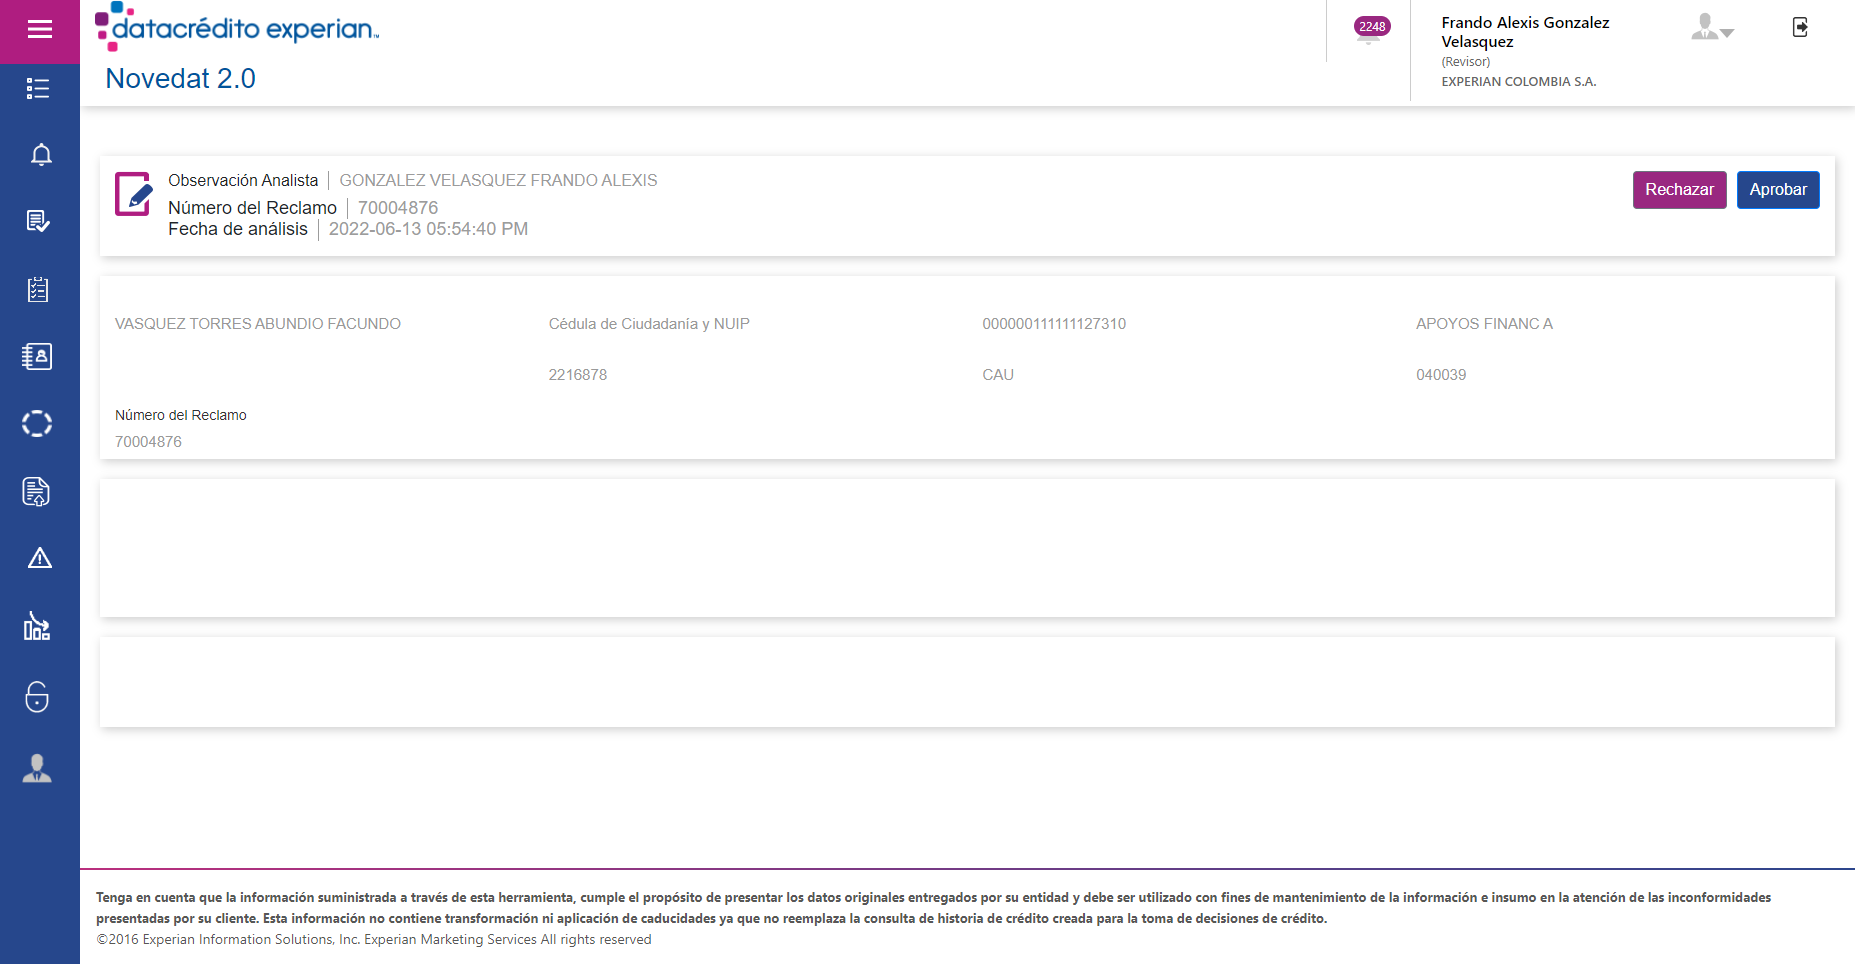 datacrédito experian™
Novedat 2.0
2248
Frando Alexis Gonzalez
Velasquez
(Revisor)
EXPERIAN COLOMBIA S.A.
Observación Analista | GONZALEZ VELASQUEZ FRANDO ALEXIS
Número del Reclamo | 70004876
Fecha de análisis | 2022-06-13 05:54:40 PM
Rechazar Aprobar
VASQUEZ TORRES ABUNDIO FACUNDO Cédula de Ciudadanía y NUIP 000000111111127310 APOYOS FINANC A
2216878 CAU 040039
Número del Reclamo
70004876
Tenga en cuenta que la información suministrada a través de esta herramienta, cumple el propósito de presentar los datos originales entregados por su entidad y debe ser utilizado con fines de mantenimiento de la información e insumo en la atención de las inconformidades
presentadas por su cliente. Esta información no contiene transformación ni aplicación de caducidades ya que no reemplaza la consulta de historia de crédito creada para la toma de decisiones de crédito.
©2016 Experian Information Solutions, Inc. Experian Marketing Services All rights reserved